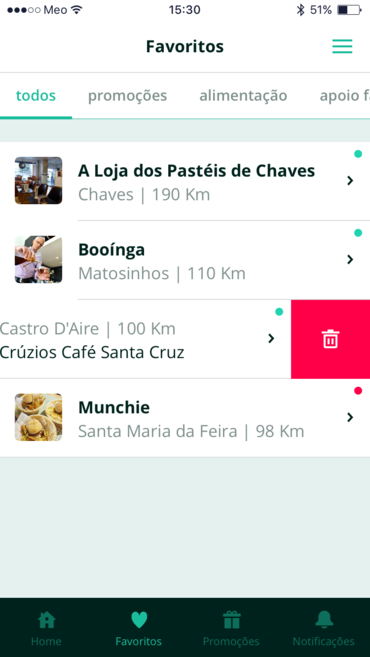 Meo 15:30 51%
Favoritos
todos promoções alimentação apoio fa
A Loja dos Pastéis de Chaves
Chaves | 190 Km
Booínga
Matosinhos | 110 Km
Castro D'Aire | 100 Km
Crúzios Café Santa Cruz
Munchie
Santa Maria da Feira | 98 Km
Home Favoritos Promoções Notificações